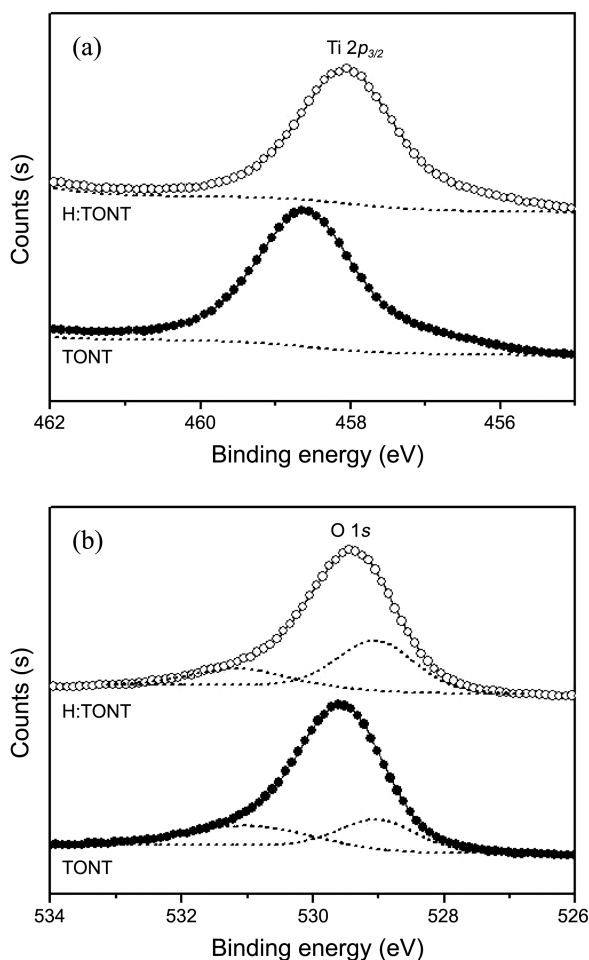 (a)
Ti 2p3/2
Counts (s)
H:TONT
TONT
462 460 458 456
Binding energy (eV)
(b)
O 1s
Counts (s)
H:TONT
TONT
534 532 530 528 526
Binding energy (eV)